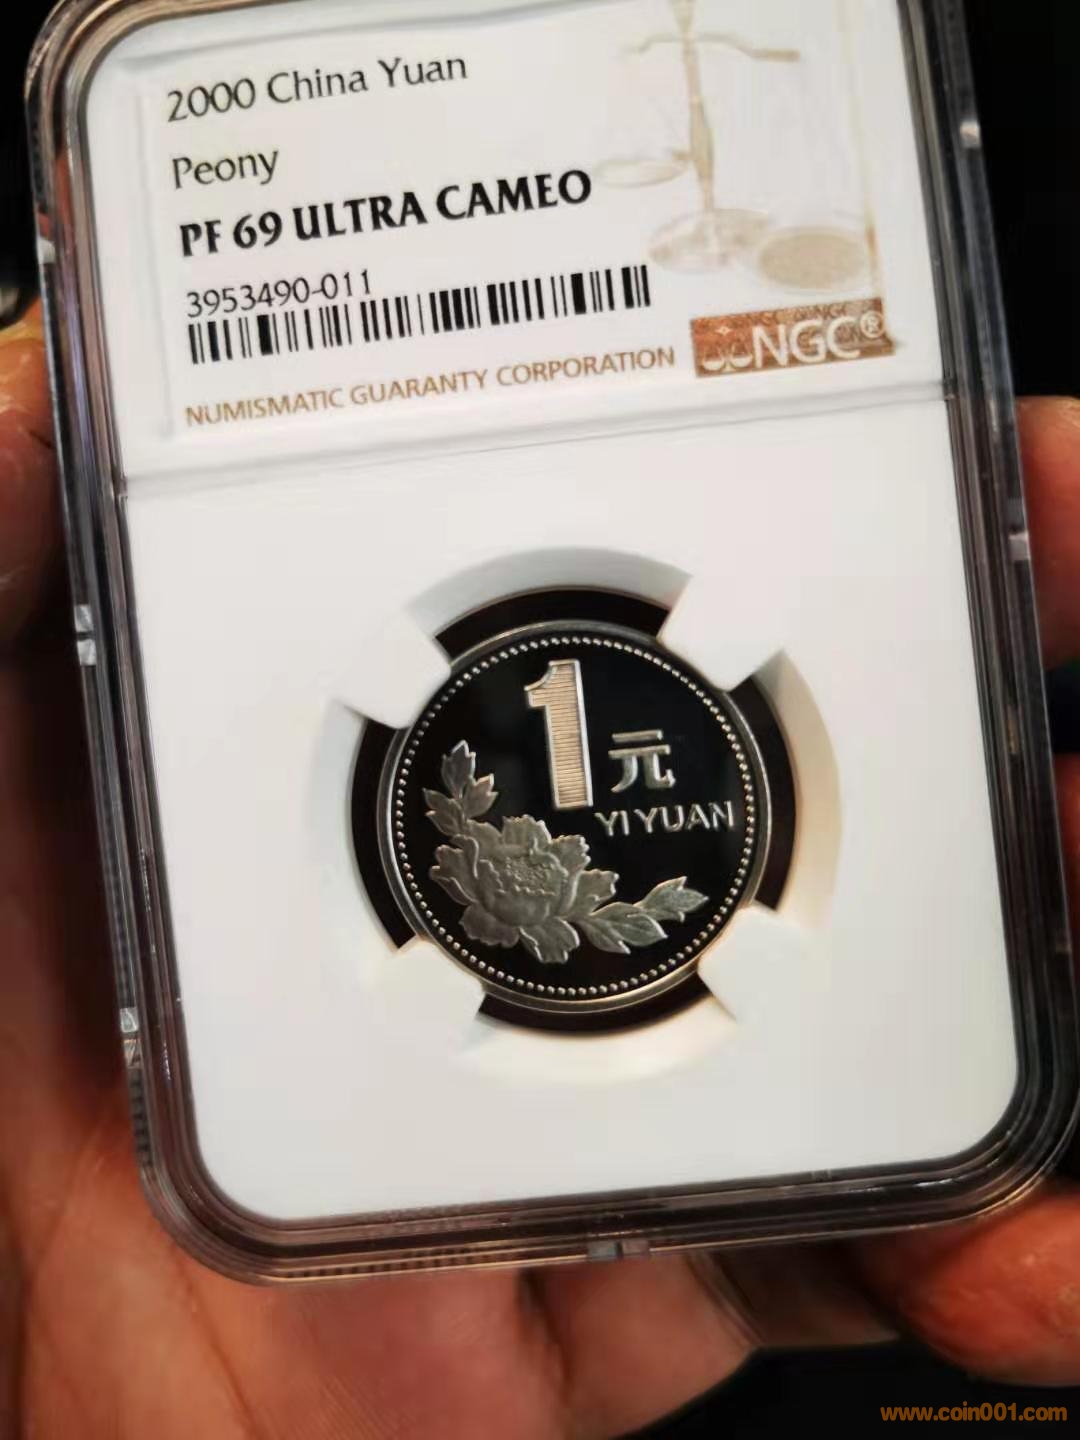 2000 China Yuan
Peony
PF 69 ULTRA CAMEO
3953490-011
NUMISMATIC GUARANTY CORPORATION
NGC®
1元
YI YUAN
www.coin001.com